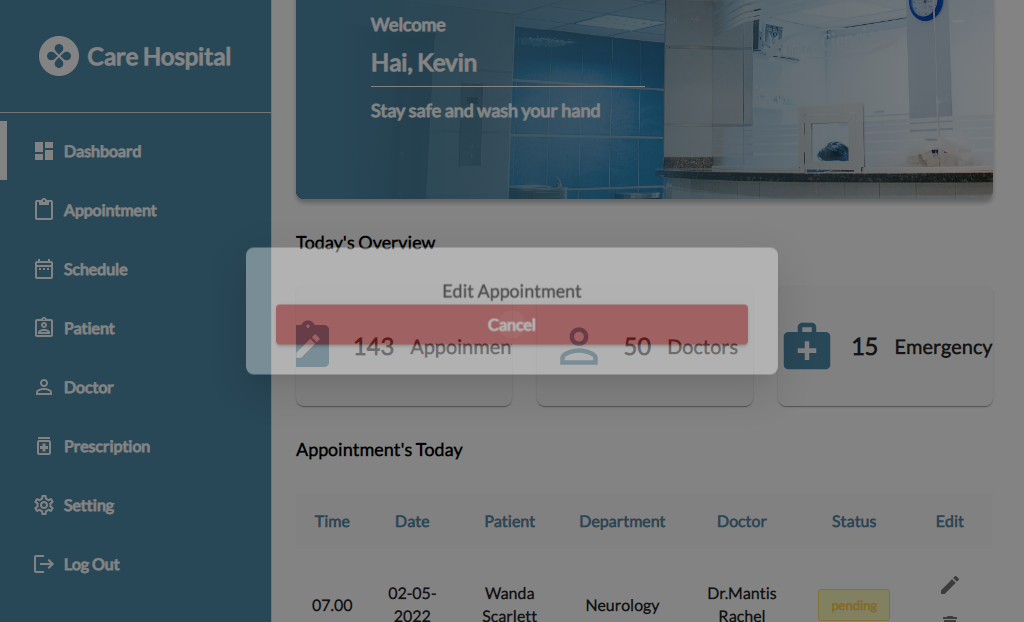 Care Hospital
Dashboard
Appointment
Schedule
Patient
Doctor
Prescription
Setting
Log Out
Welcome
Hai, Kevin
Stay safe and wash your hand
Today's Overview
Edit Appointment
Cancel
143 Appoinmen
50 Doctors
15 Emergency
Appointment's Today
Time Date Patient Department Doctor Status Edit
07.00 02-05-2022 Wanda Scarlett Neurology Dr.Mantis Rachel pending